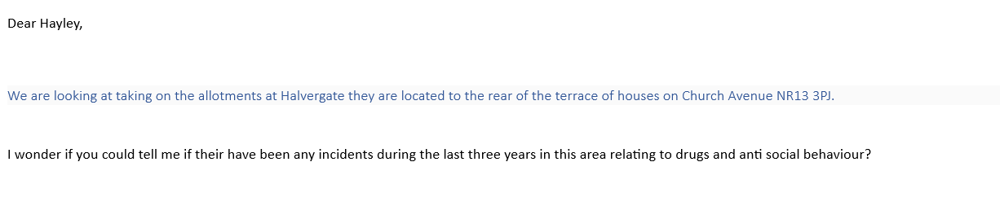 Dear Hayley,
We are looking at taking on the allotments at Halvergate they are located to the rear of the terrace of houses on Church Avenue NR13 3PJ.
I wonder if you could tell me if their have been any incidents during the last three years in this area relating to drugs and anti social behaviour?